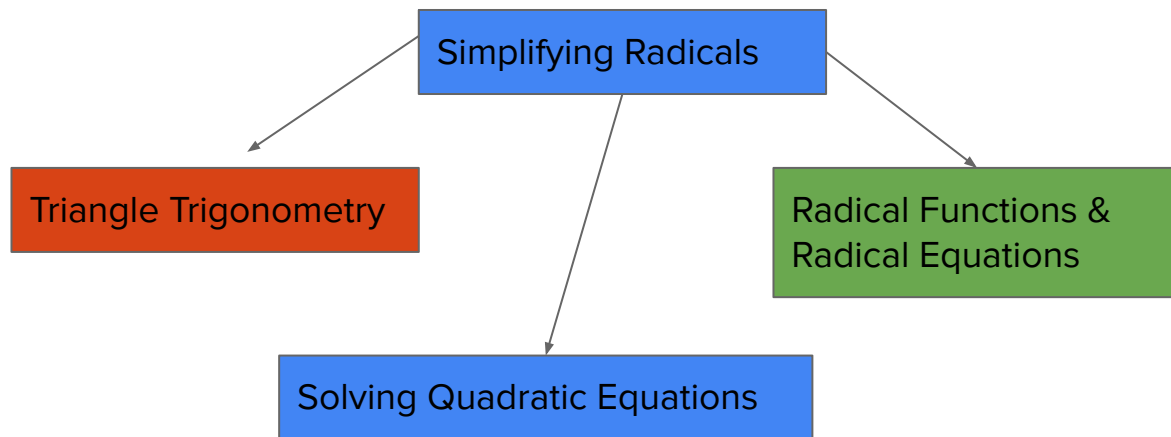 Simplifying Radicals
Triangle Trigonometry
Radical Functions &
Radical Equations
Solving Quadratic Equations